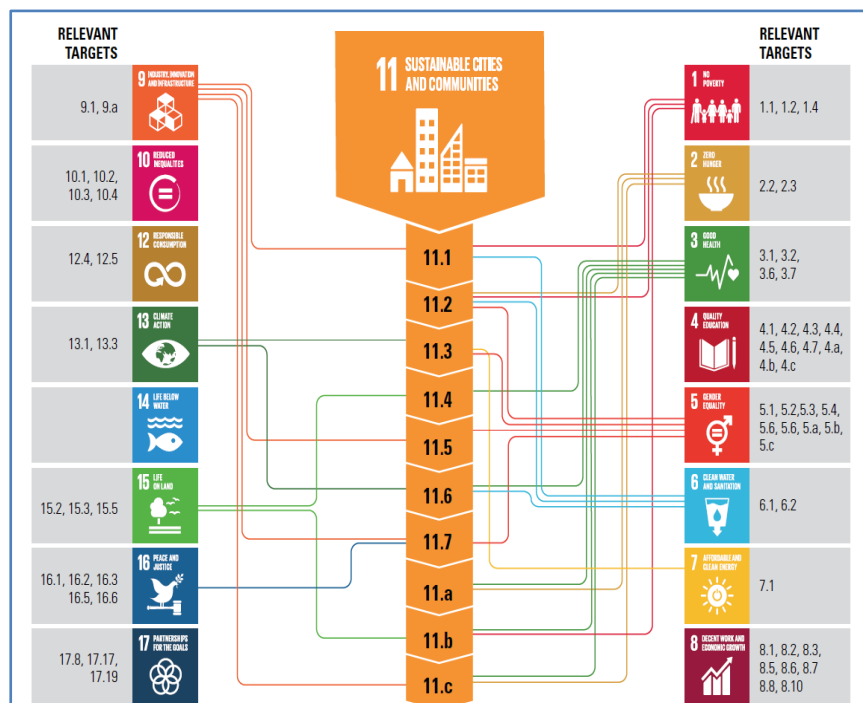 RELEVANT
TARGETS
9 INDUSTRY, INNOVATION
AND INFRASTRUCTURE
9.1, 9.a
10 REDUCED
INEQUALITIES
10.1, 10.2,
10.3, 10.4
12 RESPONSIBLE
CONSUMPTION
12.4, 12.5
13 CLIMATE
ACTION
13.1, 13.3
14 LIFE BELOW
WATER
15 LIFE
ON LAND
15.2, 15.3, 15.5
16 PEACE AND
JUSTICE
16.1, 16.2, 16.3
16.5, 16.6
17 PARTNERSHIPS
FOR THE GOALS
17.8, 17.17,
17.19
11 SUSTAINABLE CITIES
AND COMMUNITIES
11.1
11.2
11.3
11.4
11.5
11.6
11.7
11.a
11.b
11.c
RELEVANT
TARGETS
1 NO
POVERTY
1.1, 1.2, 1.4
2 ZERO
HUNGER
2.2, 2.3
3 GOOD
HEALTH
3.1, 3.2,
3.6, 3.7
4 QUALITY
EDUCATION
4.1, 4.2, 4.3, 4.4,
4.5, 4.6, 4.7, 4.a,
4.b, 4.c
5 GENDER
EQUALITY
5.1, 5.2,5.3, 5.4,
5.6, 5.6, 5.a, 5.b,
5.c
6 CLEAN WATER
AND SANITATION
6.1, 6.2
7 AFFORDABLE AND
CLEAN ENERGY
7.1
8 DECENT WORK AND
ECONOMIC GROWTH
8.1, 8.2, 8.3,
8.5, 8.6, 8.7
8.8, 8.10